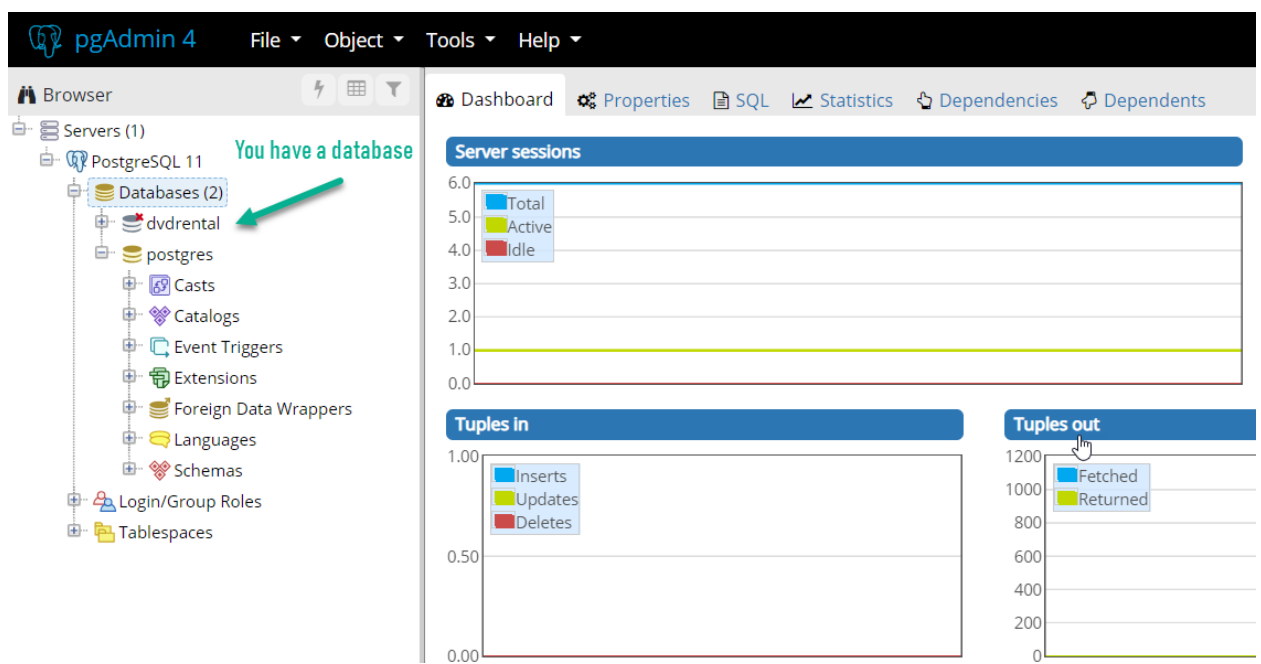 pgAdmin 4 File Object Tools Help
Browser
Dashboard Properties SQL Statistics Dependencies Dependents
Servers (1)
PostgreSQL 11
You have a database
Databases (2)
dvdrental
postgres
Casts
Catalogs
Event Triggers
Extensions
Foreign Data Wrappers
Languages
Schemas
Login/Group Roles
Tablespaces
Server sessions
6.0
5.0
4.0
3.0
2.0
1.0
0.0
Total
Active
Idle
Tuples in
1.00
0.50
0.00
Inserts
Updates
Deletes
Tuples out
1200
1000
800
600
400
200
0
Fetched
Returned